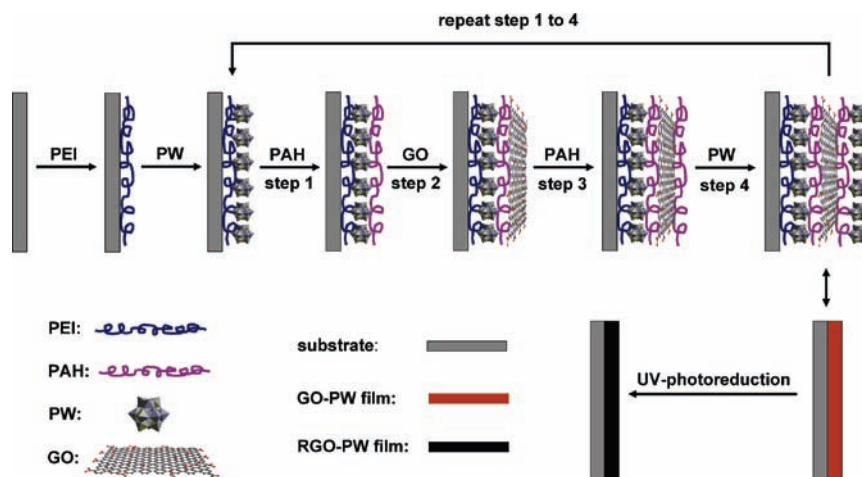 repeat step 1 to 4
PEI
PW
PAH
step 1
GO
step 2
PAH
step 3
PW
step 4
PEI:
PAH:
PW:
GO:
substrate:
GO-PW film:
RGO-PW film:
UV-photoreduction